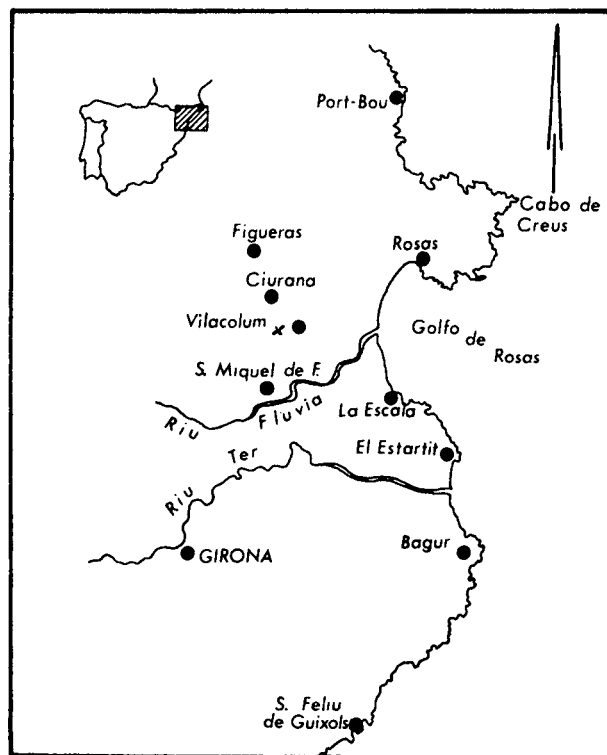 Port-Bou
Cabo de
Creus
Figueras
Rosas
Ciurana
Vilacolum x
Golfo
de
Rosas
S. Miquel de F.
La Escala
Riu Fluvia
El Estartit
Riu Ter
Bagur
GIRONA
S. Feliu
de Guixols